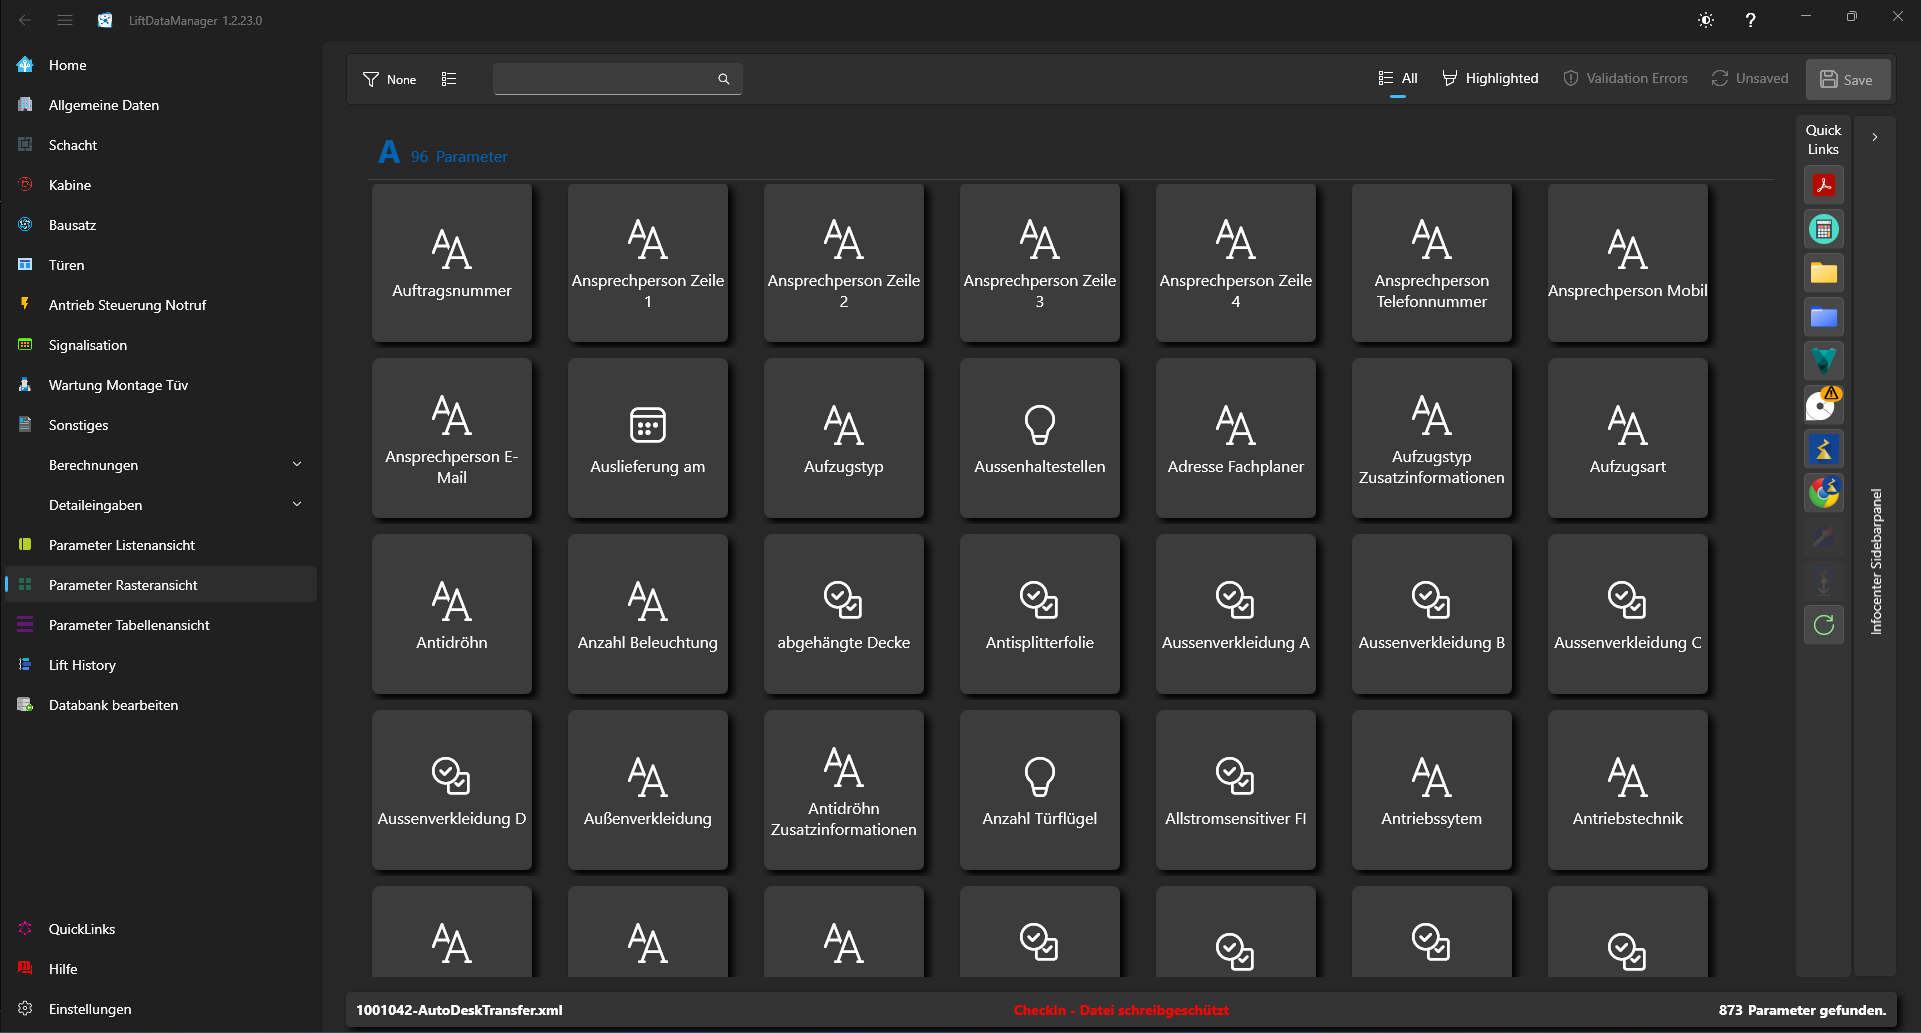 LiftDataManager 1.2.23.0
Home
Allgemeine Daten
Schacht
Kabine
Bausatz
Türen
Antrieb Steuerung Notruf
Signalisation
Wartung Montage Tüv
Sonstiges
Berechnungen
Detaileingaben
Parameter Listenansicht
Parameter Rasteransicht
Parameter Tabellenansicht
Lift History
Databank bearbeiten
QuickLinks
Hilfe
Einstellungen
None
All
Highlighted
Validation Errors
Unsaved
Save
A 96 Parameter
Auftragsnummer
Ansprechperson Zeile
1
Ansprechperson Zeile
2
Ansprechperson Zeile
3
Ansprechperson Zeile
4
Ansprechperson
Telefonnummer
Ansprechperson Mobil
Ansprechperson E-
Mail
Auslieferung am
Aufzugstyp
Aussenhaltestellen
Adresse Fachplaner
Aufzugstyp
Zusatzinformationen
Aufzugsart
Antidröhn
Anzahl Beleuchtung
abgehängte Decke
Antisplitterfolie
Aussenverkleidung A
Aussenverkleidung B
Aussenverkleidung C
Aussenverkleidung D
Außenverkleidung
Antidröhn
Zusatzinformationen
Anzahl Türflügel
Allstromsensitiver FI
Antriebssytem
Antriebstechnik
Quick
Links
Infocenter Sidebarpanel
1001042-AutoDeskTransfer.xml
CheckIn - Datei schreibgeschützt
873 Parameter gefunden.